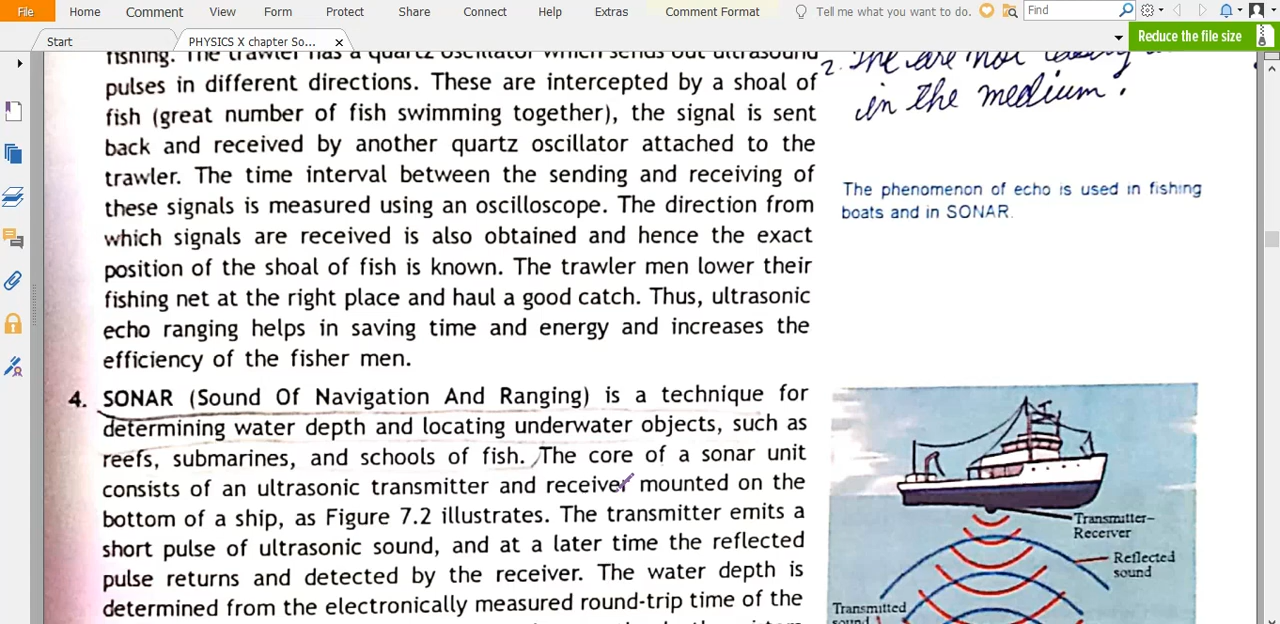 File Home Comment View Form Protect Share Connect Help Extras Comment Format Tell me what you want to do. Find
Start PHYSICS X chapter So... Reduce the file size
fishing. The trawler has a quartz oscillator which sends out ultrasound
pulses in different directions. These are intercepted by a shoal of
fish (great number of fish swimming together), the signal is sent
back and received by another quartz oscillator attached to the
trawler. The time interval between the sending and receiving of
these signals is measured using an oscilloscope. The direction from
which signals are received is also obtained and hence the exact
position of the shoal of fish is known. The trawler men lower their
fishing net at the right place and haul a good catch. Thus, ultrasonic
echo ranging helps in saving time and energy and increases the
efficiency of the fisher men.
4. SONAR (Sound Of Navigation And Ranging) is a technique for
determining water depth and locating underwater objects, such as
reefs, submarines, and schools of fish. The core of a sonar unit
consists of an ultrasonic transmitter and receiver mounted on the
bottom of a ship, as Figure 7.2 illustrates. The transmitter emits a
short pulse of ultrasonic sound, and at a later time the reflected
pulse returns and detected by the receiver. The water depth is
determined from the electronically measured round-trip time of the
2. The are not
in the medium.
The phenomenon of echo is used in fishing
boats and in SONAR.
Transmitter-
Receiver
Reflected
sound
Transmitted
sound